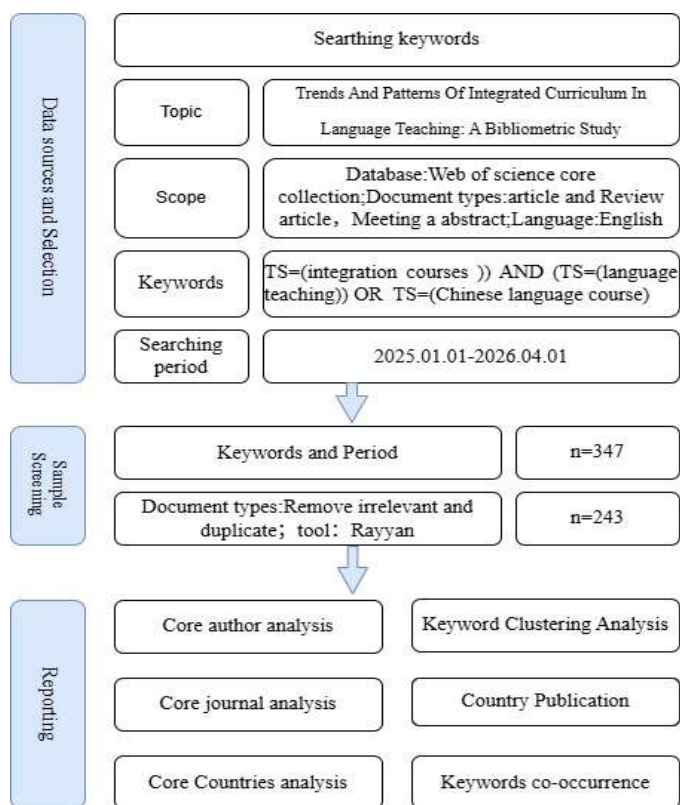 Data sources and Selection
Searthing keywords
Topic
Trends And Patterns Of Integrated Curriculum In
Language Teaching: A Bibliometric Study
Scope
Database:Web of science core
collection;Document types:article and Review
article，Meeting a abstract;Language:English
Keywords
TS=(integration courses )) AND (TS=(language
teaching)) OR TS=(Chinese language course)
Searching
period
2025.01.01-2026.04.01
Sample
Screening
Keywords and Period
n=347
Document types:Remove irrelevant and
duplicate；tool：Rayyan
n=243
Reporting
Core author analysis
Keyword Clustering Analysis
Core journal analysis
Country Publication
Core Countries analysis
Keywords co-occurrence